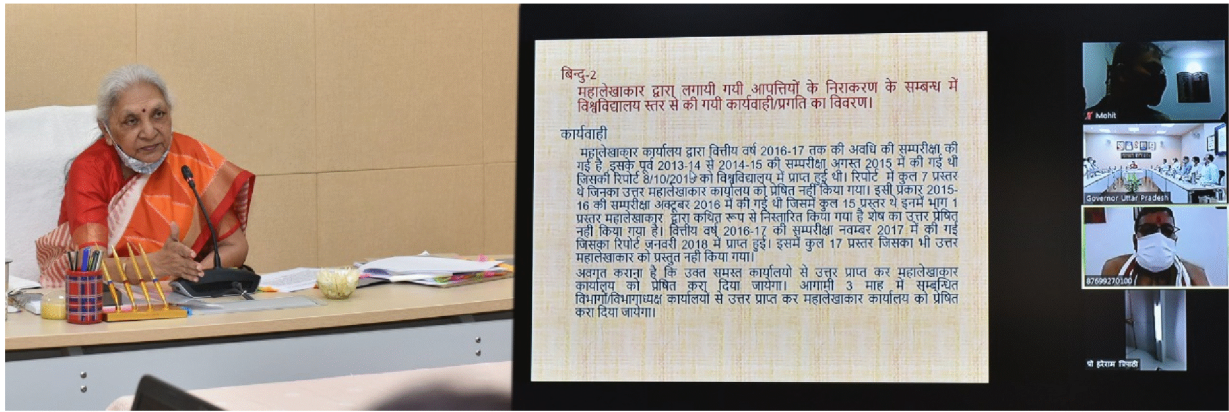 बिन्दु-2
महालेखाकार द्वारा लगायी गयी आपत्तियों के निराकरण के सम्बन्ध में
विश्वविद्यालय स्तर से की गयी कार्यवाही/प्रगति का विवरण।
कार्यवाही
महालेखाकार कार्यालय द्वारा वित्तीय वर्ष 2016-17 तक की अवधि की सम्परीक्षा की
गई है इसके पूर्व 2013-14 से 2014-15 की सम्परीक्षा अगस्त 2015 में की गई थी
जिसकी रिपोर्ट 8/10/2015 को विश्वविद्यालय में प्राप्त हुई थी। रिपोर्ट में कुल 7 प्रस्तर
थे जिनका उत्तर महालेखाकार कार्यालय को प्रेषित नहीं किया गया। इसी प्रकार 2015-
16 की सम्परीक्षा अक्टूबर 2016 में की गई थी जिसमें कुल 15 प्रस्तर थे इनमें भाग 1
प्रस्तर महालेखाकार द्वारा कथित रूप से निस्तारित किया गया है शेष का उत्तर प्रेषित
नही किया गया है। वित्तीय वर्ष 2016-17 की सम्परीक्षा नवम्बर 2017 में की गई
जिसका रिपोर्ट जनवरी 2018 में प्राप्त हुई। इसमें कुल 17 प्रस्तर जिसका भी उत्तर
महालेखाकार को प्रस्तुत नही किया गया।
अवगत कराना है कि उक्त समस्त कार्यालयो से उत्तर प्राप्त कर महालेखाकार
कार्यालय को प्रेषित करा दिया जायेगा। आगामी 3 माह में सम्बन्धित
विभागों/विभागाध्यक्ष कार्यालयों से उत्तर प्राप्त कर महालेखाकार कार्यालय को प्रेषित
करा दिया जायेगा।
Mohit
Governor Uttar Pradesh
87699270100
प्रो हरेराम त्रिपाठी